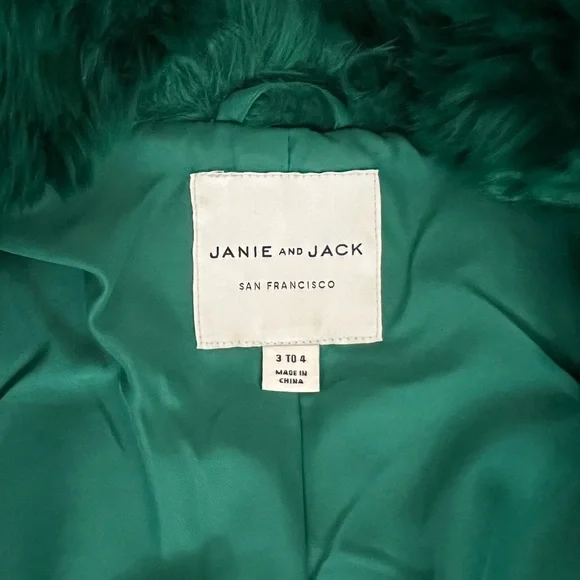 JANIE AND JACK
SAN FRANCISCO
3 TO 4
MADE IN
CHINA